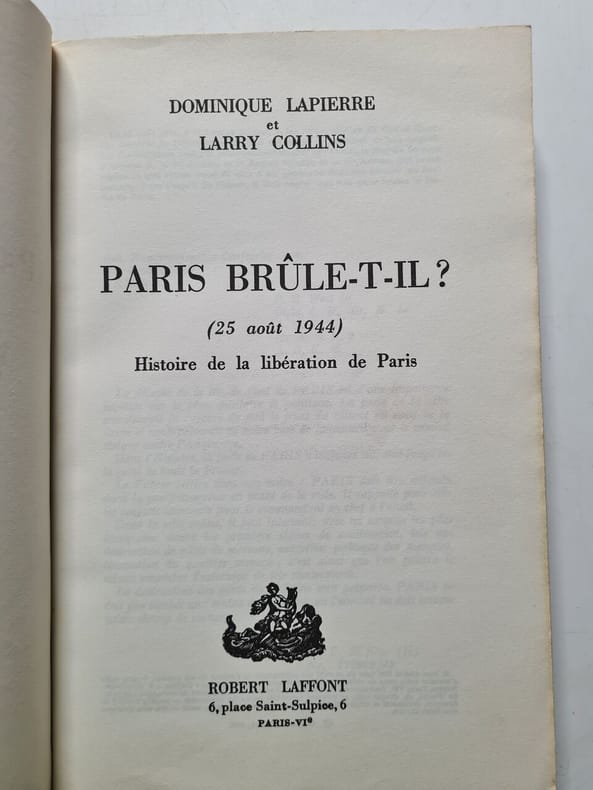 DOMINIQUE LAPIERRE
et
LARRY COLLINS
PARIS BRÛLE-T-IL ?
(25 août 1944)
Histoire de la libération de Paris
ROBERT LAFFONT
6, place Saint-Sulpice, 6
PARIS-VIe